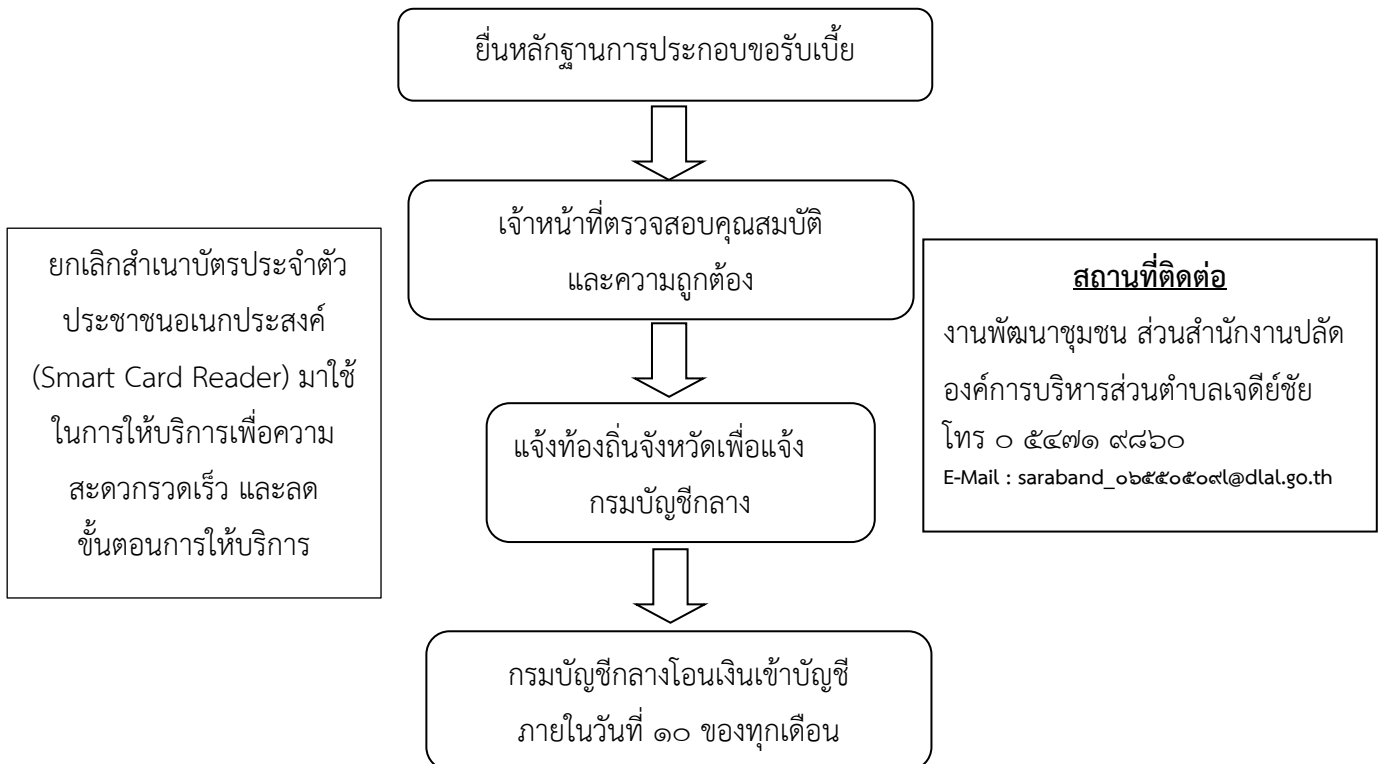 ยื่นหลักฐานการประกอบขอรับเบี้ย
เจ้าหน้าที่ตรวจสอบคุณสมบัติ
และความถูกต้อง
ยกเลิกสำเนาบัตรประจำตัว
ประชาชนอเนกประสงค์
(Smart Card Reader) มาใช้
ในการให้บริการเพื่อความ
สะดวกรวดเร็ว และลด
ขั้นตอนการให้บริการ
สถานที่ติดต่อ
งานพัฒนาชุมชน ส่วนสำนักงานปลัด
องค์การบริหารส่วนตำบลเจดีย์ชัย
โทร ๐ ๕๔๗๑ ๙๘๖๐
E-Mail : saraband_๐๖๕๕๐๕๐๙l@dlal.go.th
แจ้งท้องถิ่นจังหวัดเพื่อแจ้ง
กรมบัญชีกลาง
กรมบัญชีกลางโอนเงินเข้าบัญชี
ภายในวันที่ ๑๐ ของทุกเดือน